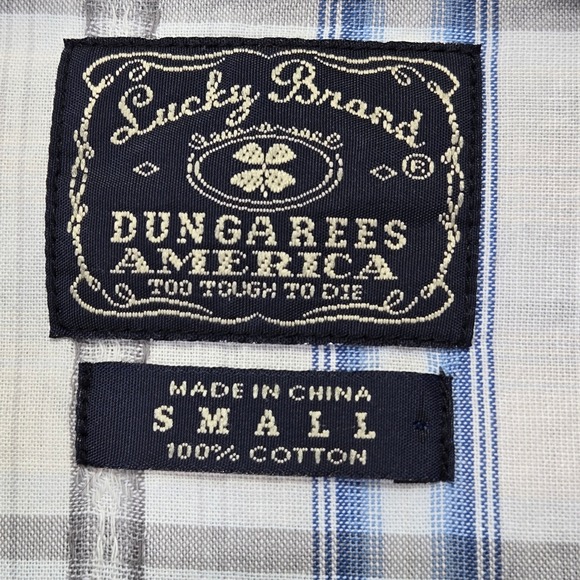 Lucky Brand ®
DUNGAREES
AMERICA
TOO TOUGH TO DIE
MADE IN CHINA
SMALL
100% COTTON